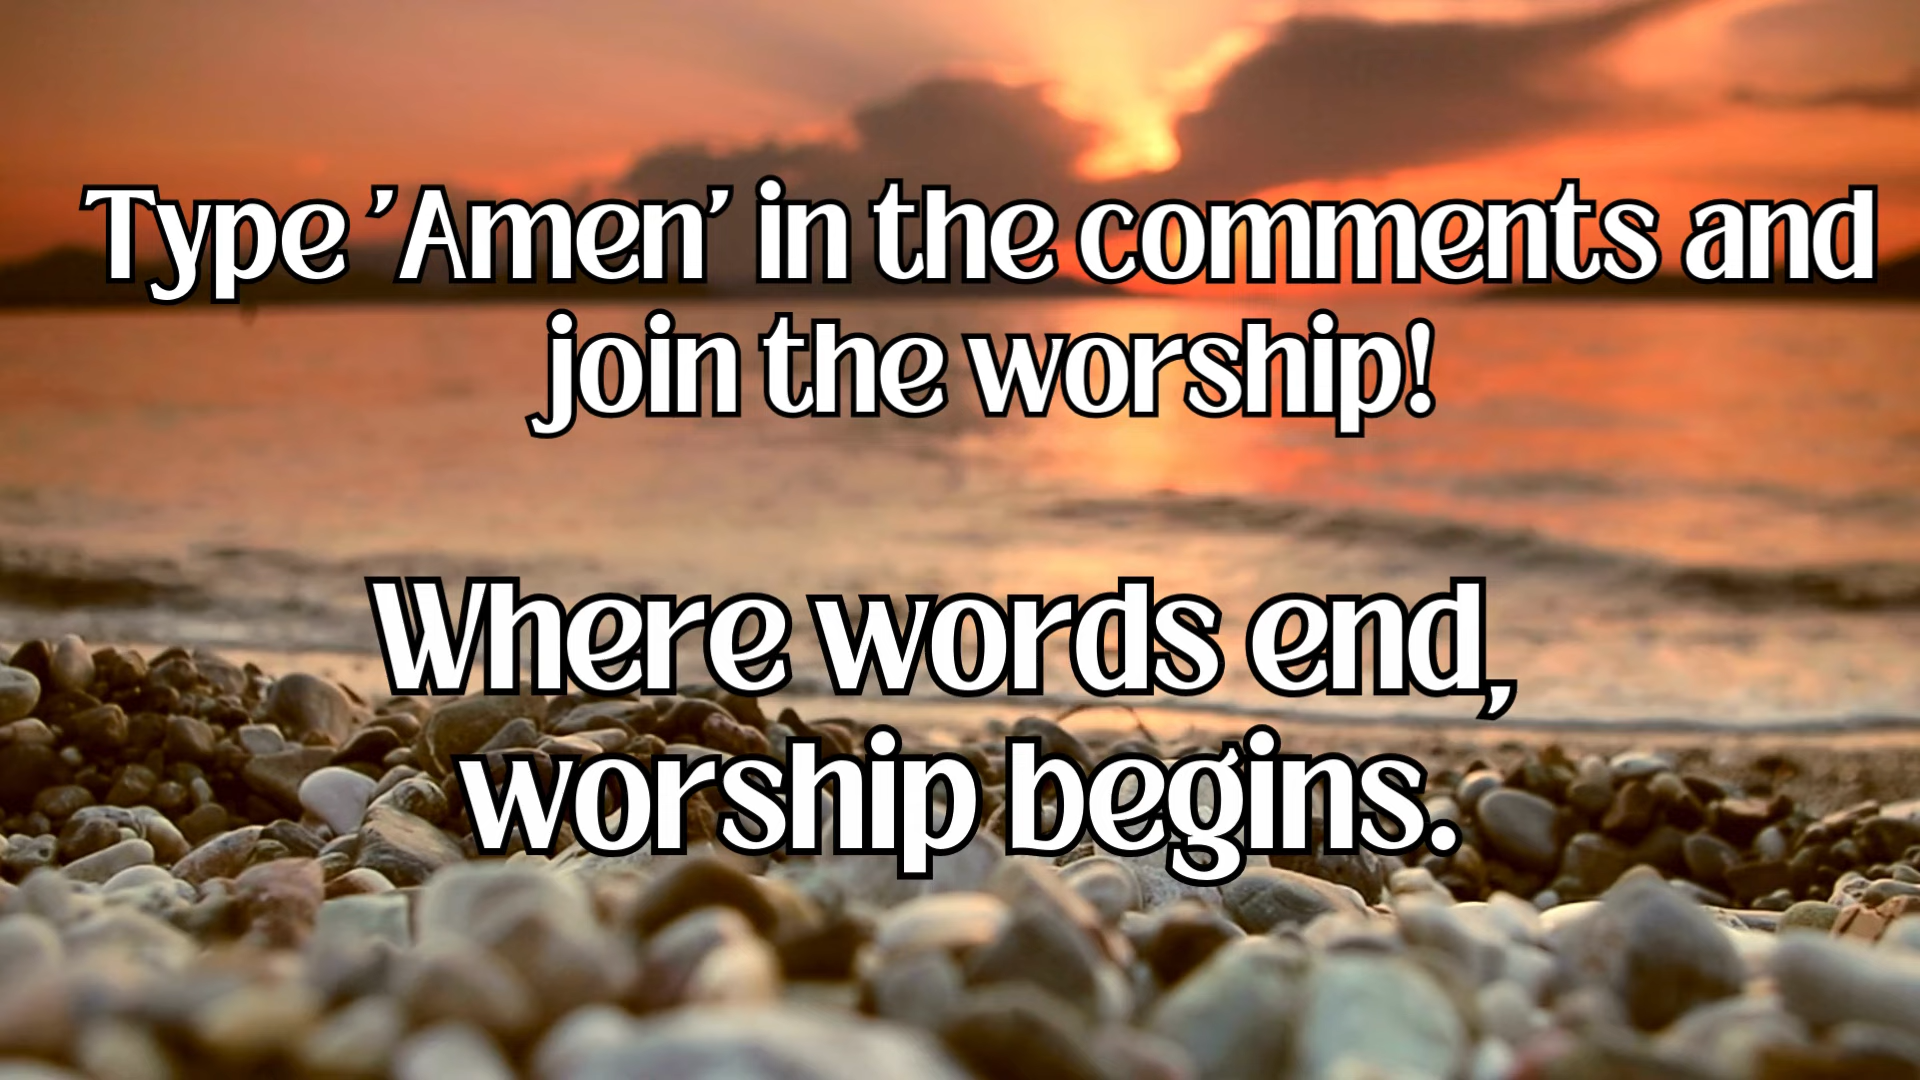 Type 'Amen' in the comments and
join the worship!
Where words end,
worship begins.